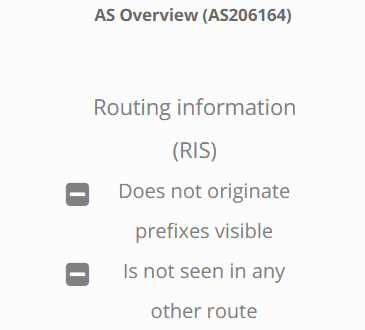 AS Overview (AS206164)
Routing information
(RIS)
Does not originate
prefixes visible
Is not seen in any
other route